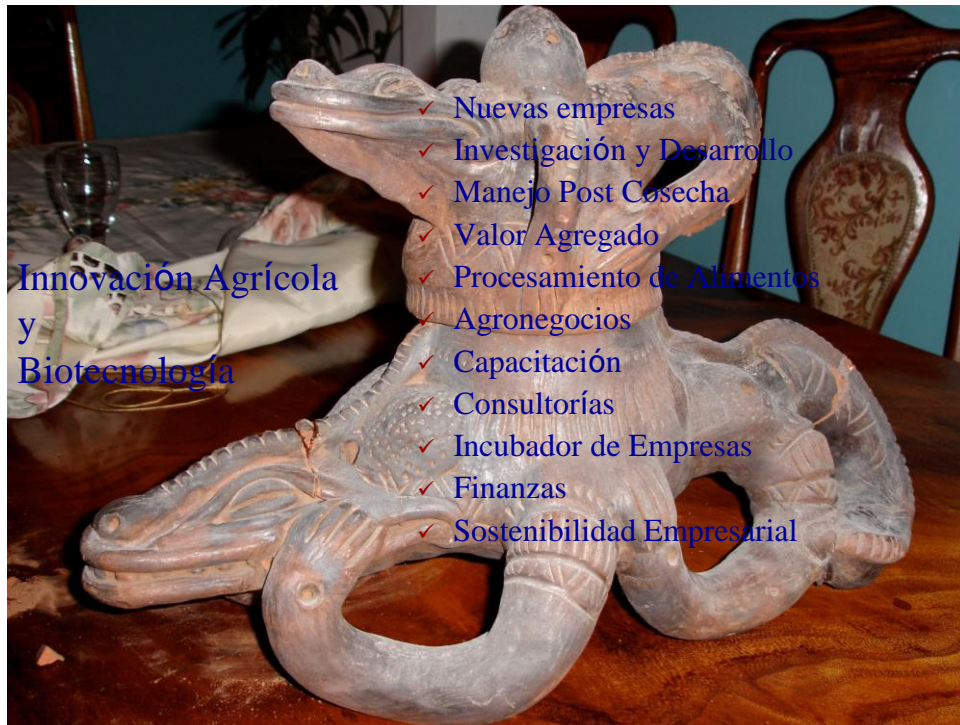 Innovación Agrícola
y
Biotecnología
✓ Nuevas empresas
✓ Investigación y Desarrollo
✓ Manejo Post Cosecha
✓ Valor Agregado
✓ Procesamiento de Alimentos
✓ Agronegocios
✓ Capacitación
✓ Consultorías
✓ Incubador de Empresas
✓ Finanzas
✓ Sostenibilidad Empresarial